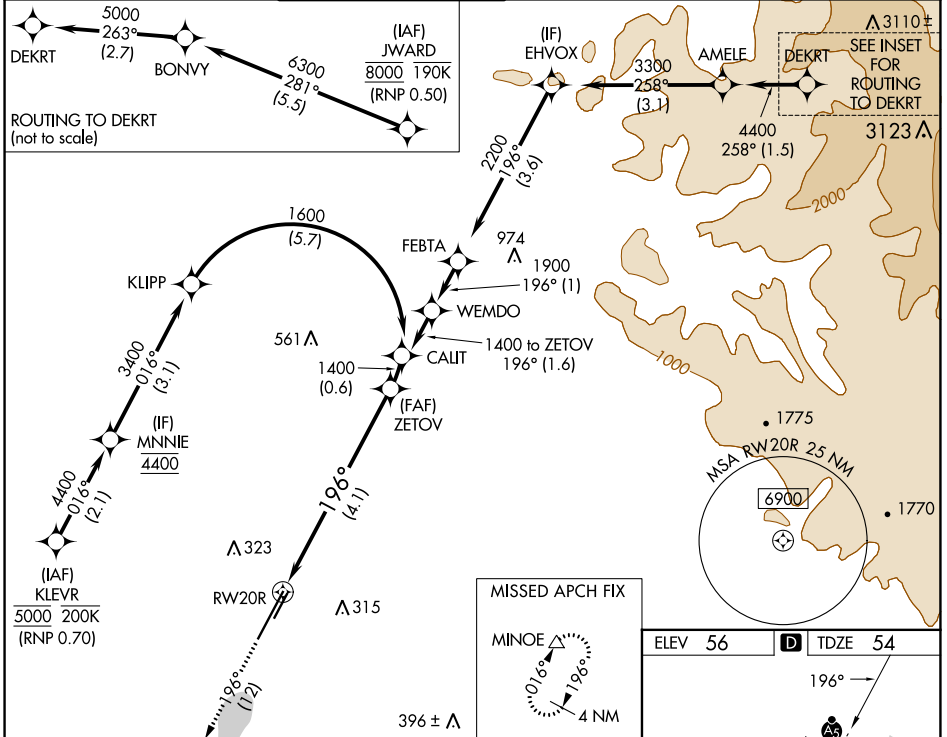 5000
263°
(2.7)
DEKRT
BONVY
6300
281°
(5.5)
(IAF)
JWARD
8000 190K
(RNP 0.50)
ROUTING TO DEKRT
(not to scale)
(IF)
EHVOX
3300
258°
(3.1)
AMELE
DEKRT
4400
258° (1.5)
3110 ±
SEE INSET
FOR
ROUTING
TO DEKRT
3123
2000
2200
196°
(3.6)
1600
(5.7)
KLIPP
FEBTA
974
1900
196° (1)
WEMDO
561
1400 to ZETOV
196° (1.6)
CALIT
1400
(0.6)
(FAF)
ZETOV
1000
3400
016°
(3.1)
(IF)
MNNIE
4400
4400
016°
(2.1)
(IAF)
KLEVR
5000 200K
(RNP 0.70)
196°
(4.1)
1775
MSA RW20R 25 NM
6900
1770
323
RW20R
315
196°
(12)
396 ±
MISSED APCH FIX
MINOE
016°
196°
4 NM
ELEV 56
D
TDZE 54
196°
A5